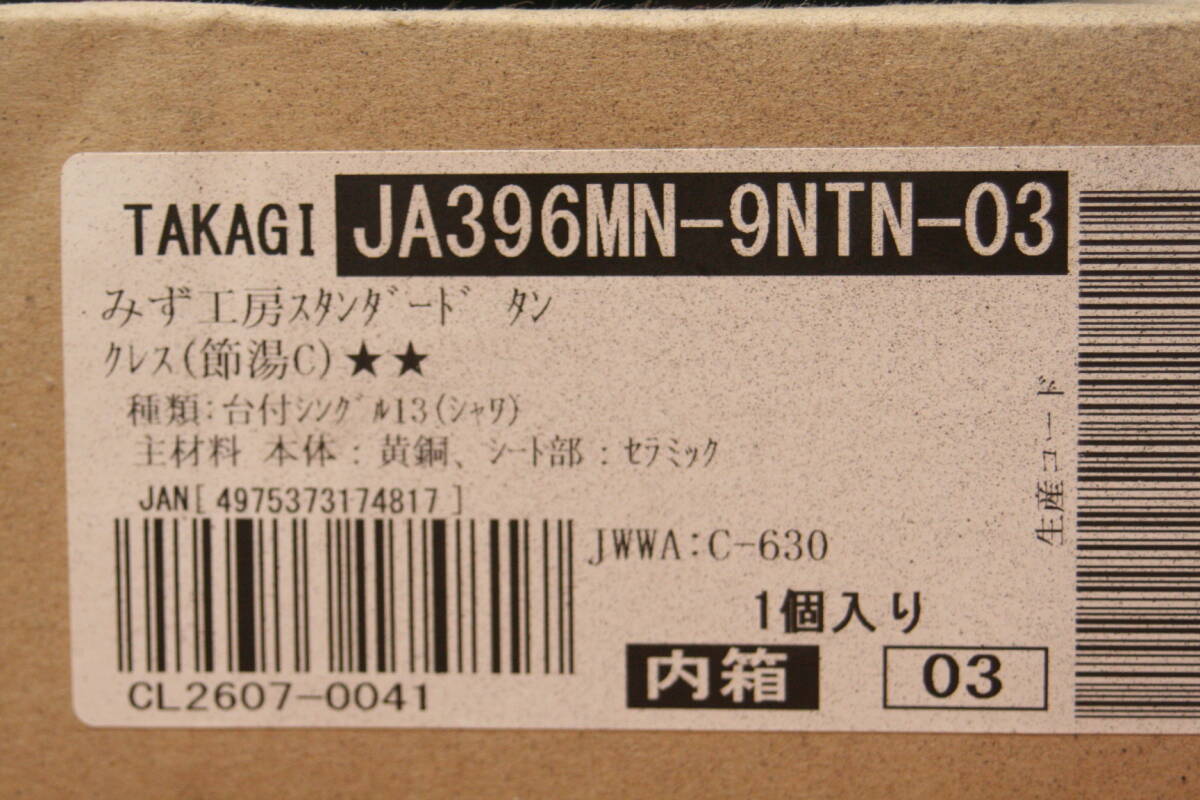 TAKAGI JA396MN-9NTN-03
みず工房ｽﾀﾝﾀﾞｰﾄﾞ ﾀﾝ
ｸﾚｽ(節湯C)★★
種類:台付ｼﾝｸﾞﾙ13(ｼｬﾜ)
主材料 本体:黄銅、ｼｰﾄ部:ｾﾗﾐｯｸ
JAN[ 4975373174817 ]
JWWA:C-630
1個入り
CL2607-0041
内箱
03
生産コード